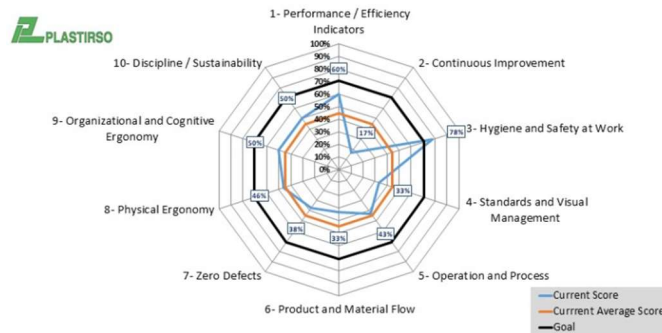 PLASTIRSO
1- Performance / Efficiency
Indicators
10- Discipline / Sustainability
2- Continuous Improvement
9- Organizational and Cognitive
Ergonomy
3- Hygiene and Safety at Work
8- Physical Ergonomy
4- Standards and Visual
Management
7- Zero Defects
5- Operation and Process
6- Product and Material Flow
100%
90%
80%
70%
60%
50%
40%
30%
20%
10%
0%
60%
17%
78%
33%
43%
33%
38%
46%
50%
50%
Current Score
Currrent Average Score
Goal